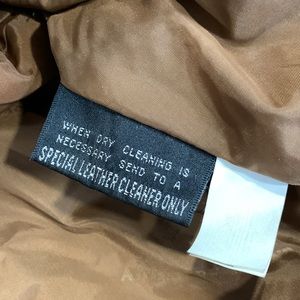 WHEN DRY CLEANING IS
NECESSARY SEND TO A
SPECIAL LEATHER CLEANER ONLY